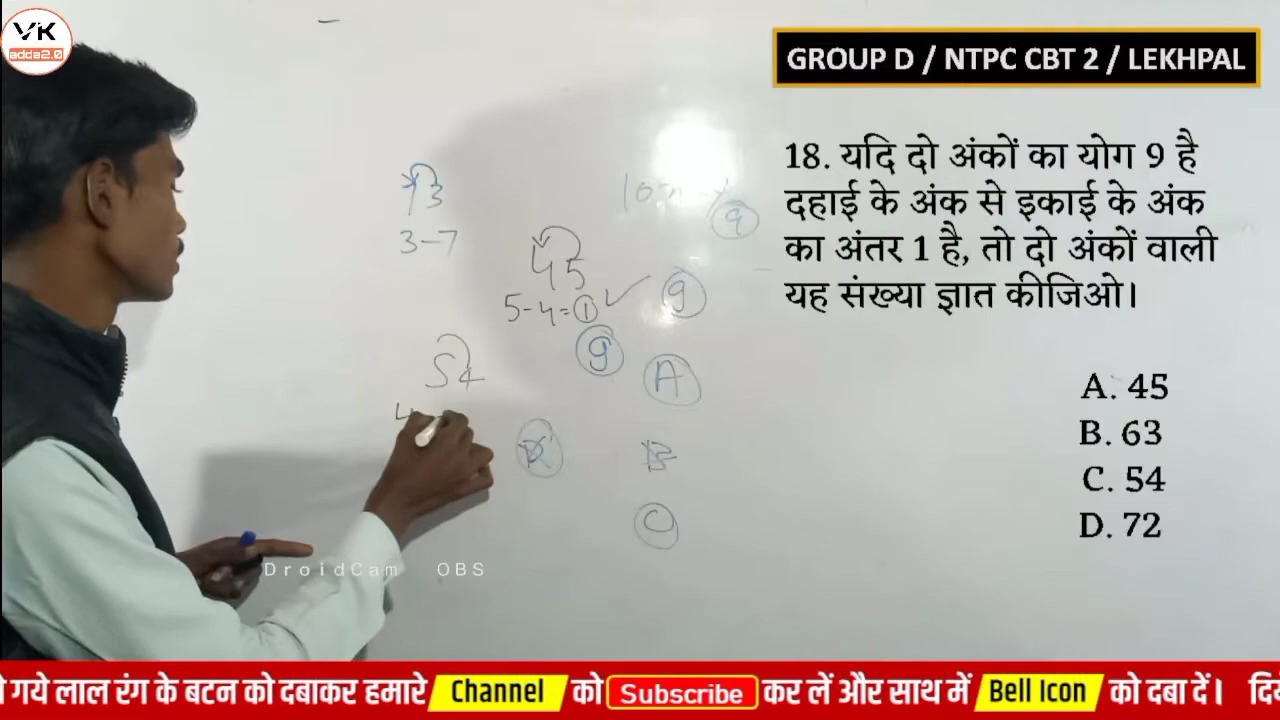 VK
adda2.0
GROUP D / NTPC CBT 2 / LEKHPAL
18. यदि दो अंकों का योग 9 है
दहाई के अंक से इकाई के अंक
का अंतर 1 है, तो दो अंकों वाली
यह संख्या ज्ञात कीजिओ।
A. 45
B. 63
C. 54
D. 72
3-7
9
45
5-4=1 ✓
9
9
54
A
4
B
C
DroidCam OBS
गये लाल रंग के बटन को दबाकर हमारे Channel को Subscribe कर लें और साथ में Bell Icon को दबा दें।